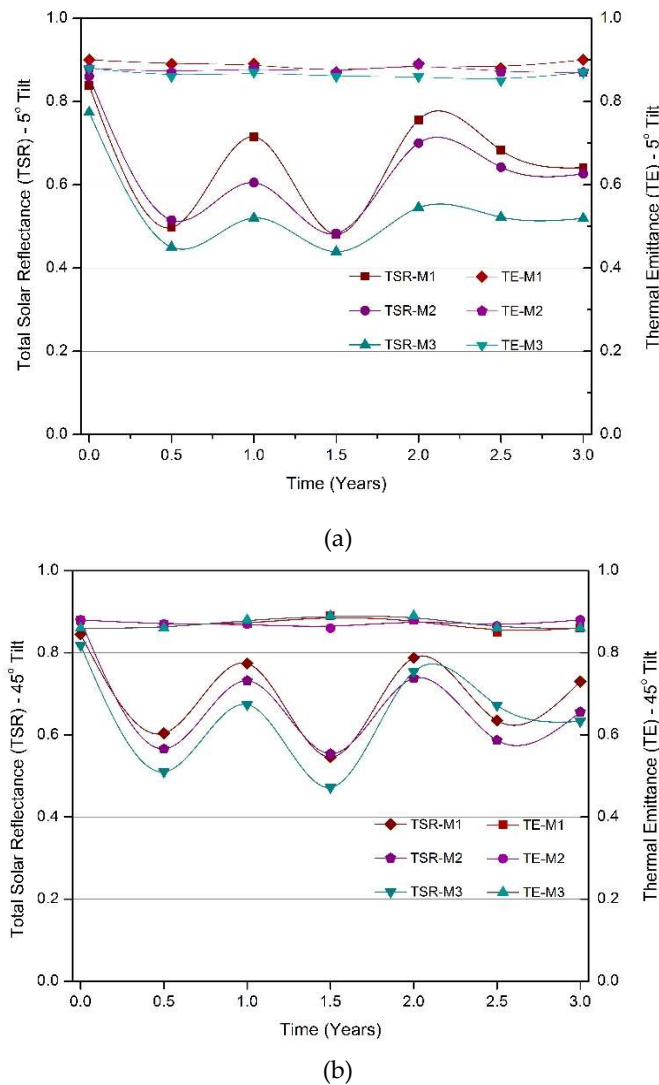 Total Solar Reflectance (TSR) - 5° Tilt
1.0
0.8
0.6
0.4
0.2
0.0
1.0
0.8
0.6
0.4
0.2
0.0
Thermal Emittance (TE) - 5° Tilt
TSR-M1 TE-M1
TSR-M2 TE-M2
TSR-M3 TE-M3
0.0 0.5 1.0 1.5 2.0 2.5 3.0
Time (Years)
(a)
Total Solar Reflectance (TSR) - 45° Tilt
1.0
0.8
0.6
0.4
0.2
0.0
1.0
0.8
0.6
0.4
0.2
0.0
Thermal Emittance (TE) - 45° Tilt
TSR-M1 TE-M1
TSR-M2 TE-M2
TSR-M3 TE-M3
0.0 0.5 1.0 1.5 2.0 2.5 3.0
Time (Years)
(b)